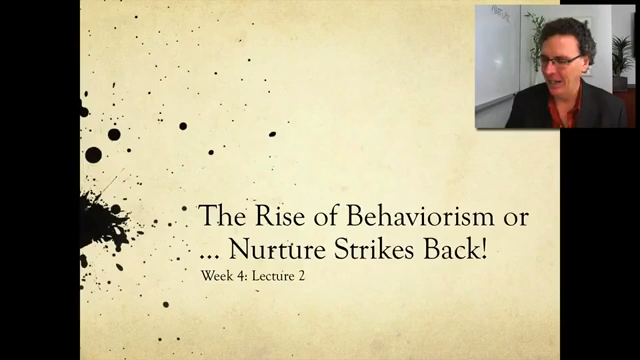 The Rise of Behaviorism or
... Nurture Strikes Back!
Week 4: Lecture 2